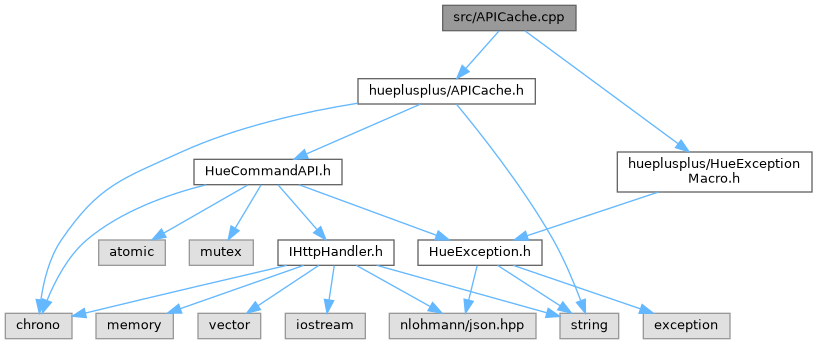 src/APICache.cpp
hueplusplus/APICache.h
hueplusplus/HueException
Macro.h
HueCommandAPI.h
atomic
mutex
IHttpHandler.h
HueException.h
chrono
memory
vector
iostream
nlohmann/json.hpp
string
exception